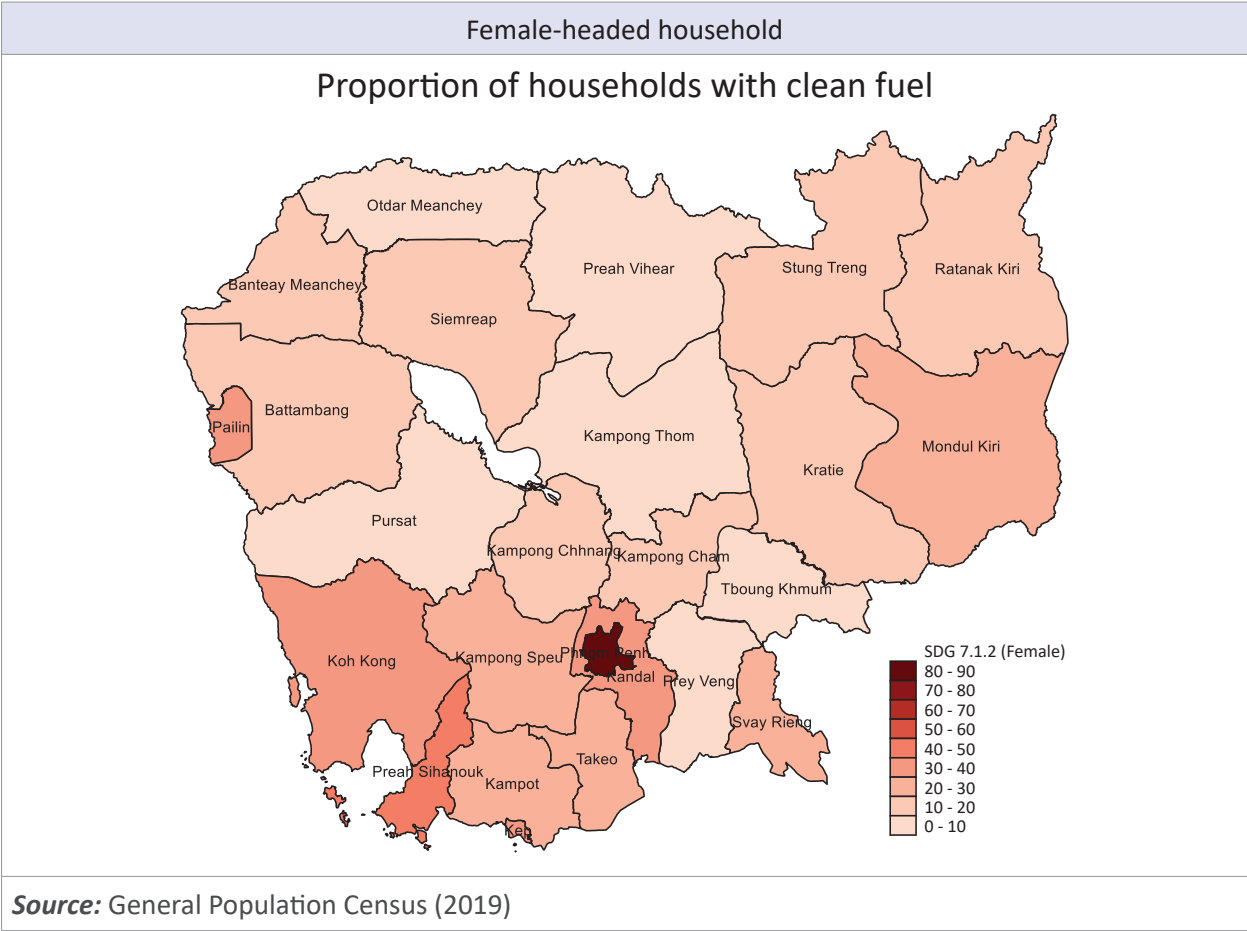 Female-headed household
Proportion of households with clean fuel
Otdar Meanchey
Preah Vihear
Stung Treng
Ratanak Kiri
Banteay Meanchey
Siemreap
Battambang
Pailin
Kampong Thom
Mondul Kiri
Kratie
Pursat
Kampong Chhnang
Kampong Cham
Tboung Khmum
Koh Kong
Kampong Speu
Phnom Penh
Kandal
Prey Veng
Svay Rieng
Preah Sihanouk
Takeo
Kampot
Kep
SDG 7.1.2 (Female)
80 - 90
70 - 80
60 - 70
50 - 60
40 - 50
30 - 40
20 - 30
10 - 20
0 - 10
Source: General Population Census (2019)